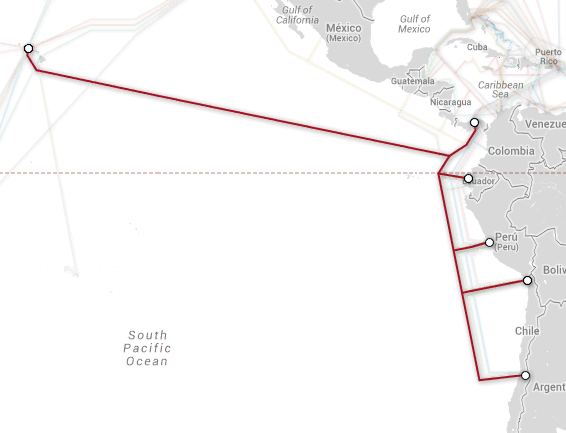 Gulf of
California
México
(Mexico)
Gulf of
Mexico
Cuba
Puerto
Rico
Guatemala
Caribbean
Sea
Nicaragua
Venezue
Colombia
Ecuador
Perú
(Peru)
Boliv
Chile
South
Pacific
Ocean
Argent